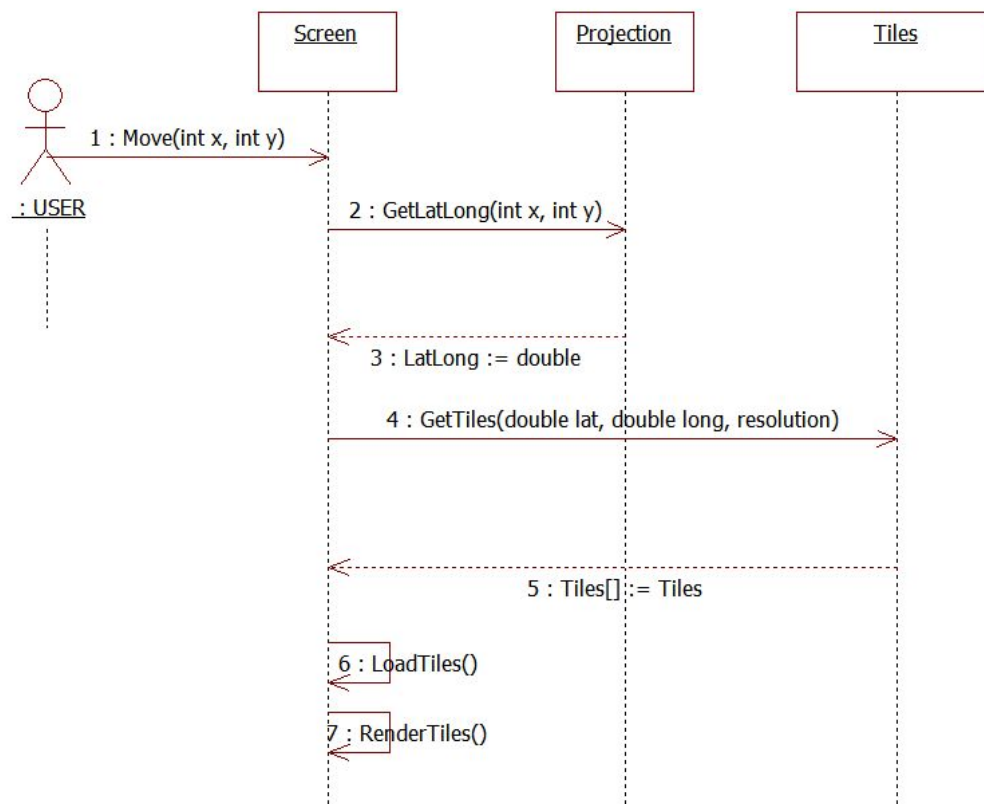 Screen
Projection
Tiles
1 : Move(int x, int y)
: USER
2 : GetLatLong(int x, int y)
3 : LatLong := double
4 : GetTiles(double lat, double long, resolution)
5 : Tiles[] := Tiles
6 : LoadTiles()
7 : RenderTiles()